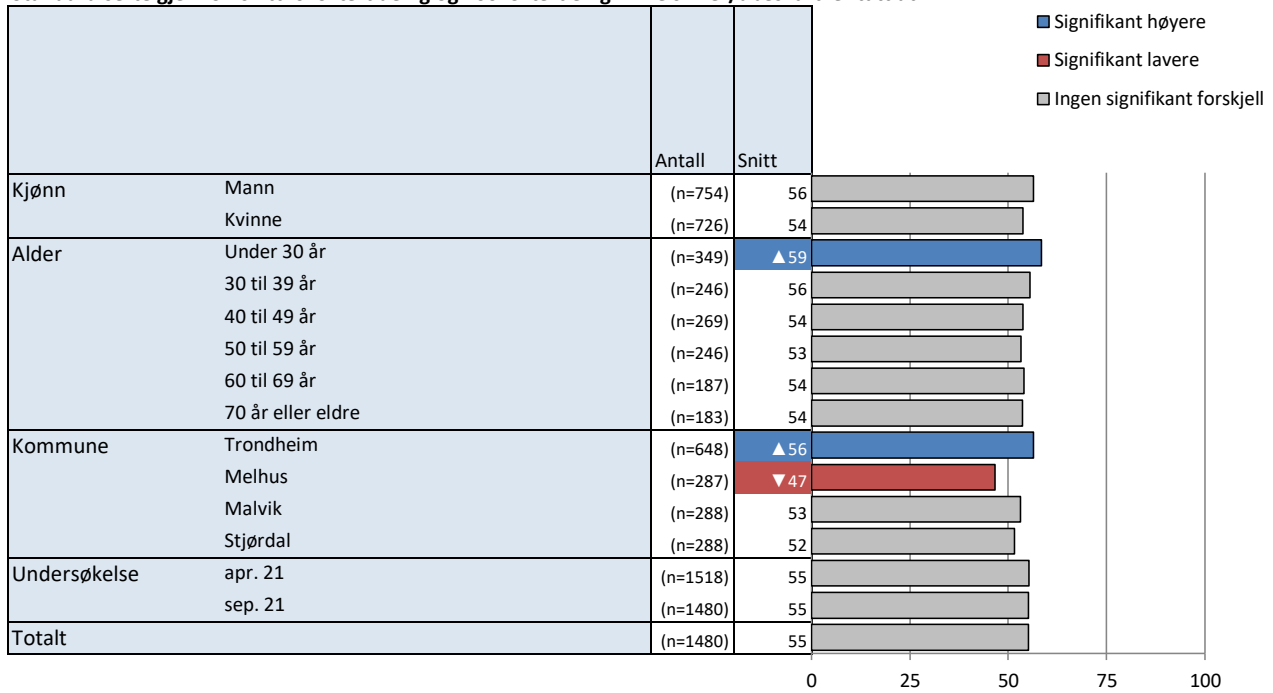 Signifikant høyere
Signifikant lavere
Ingen signifikant forskjell
Antall Snitt
Kjønn Mann (n=754) 56
Kvinne (n=726) 54
Alder Under 30 år (n=349) ▲59
30 til 39 år (n=246) 56
40 til 49 år (n=269) 54
50 til 59 år (n=246) 53
60 til 69 år (n=187) 54
70 år eller eldre (n=183) 54
Kommune Trondheim (n=648) ▲56
Melhus (n=287) ▼47
Malvik (n=288) 53
Stjørdal (n=288) 52
Undersøkelse apr. 21 (n=1518) 55
sep. 21 (n=1480) 55
Totalt (n=1480) 55
0 25 50 75 100